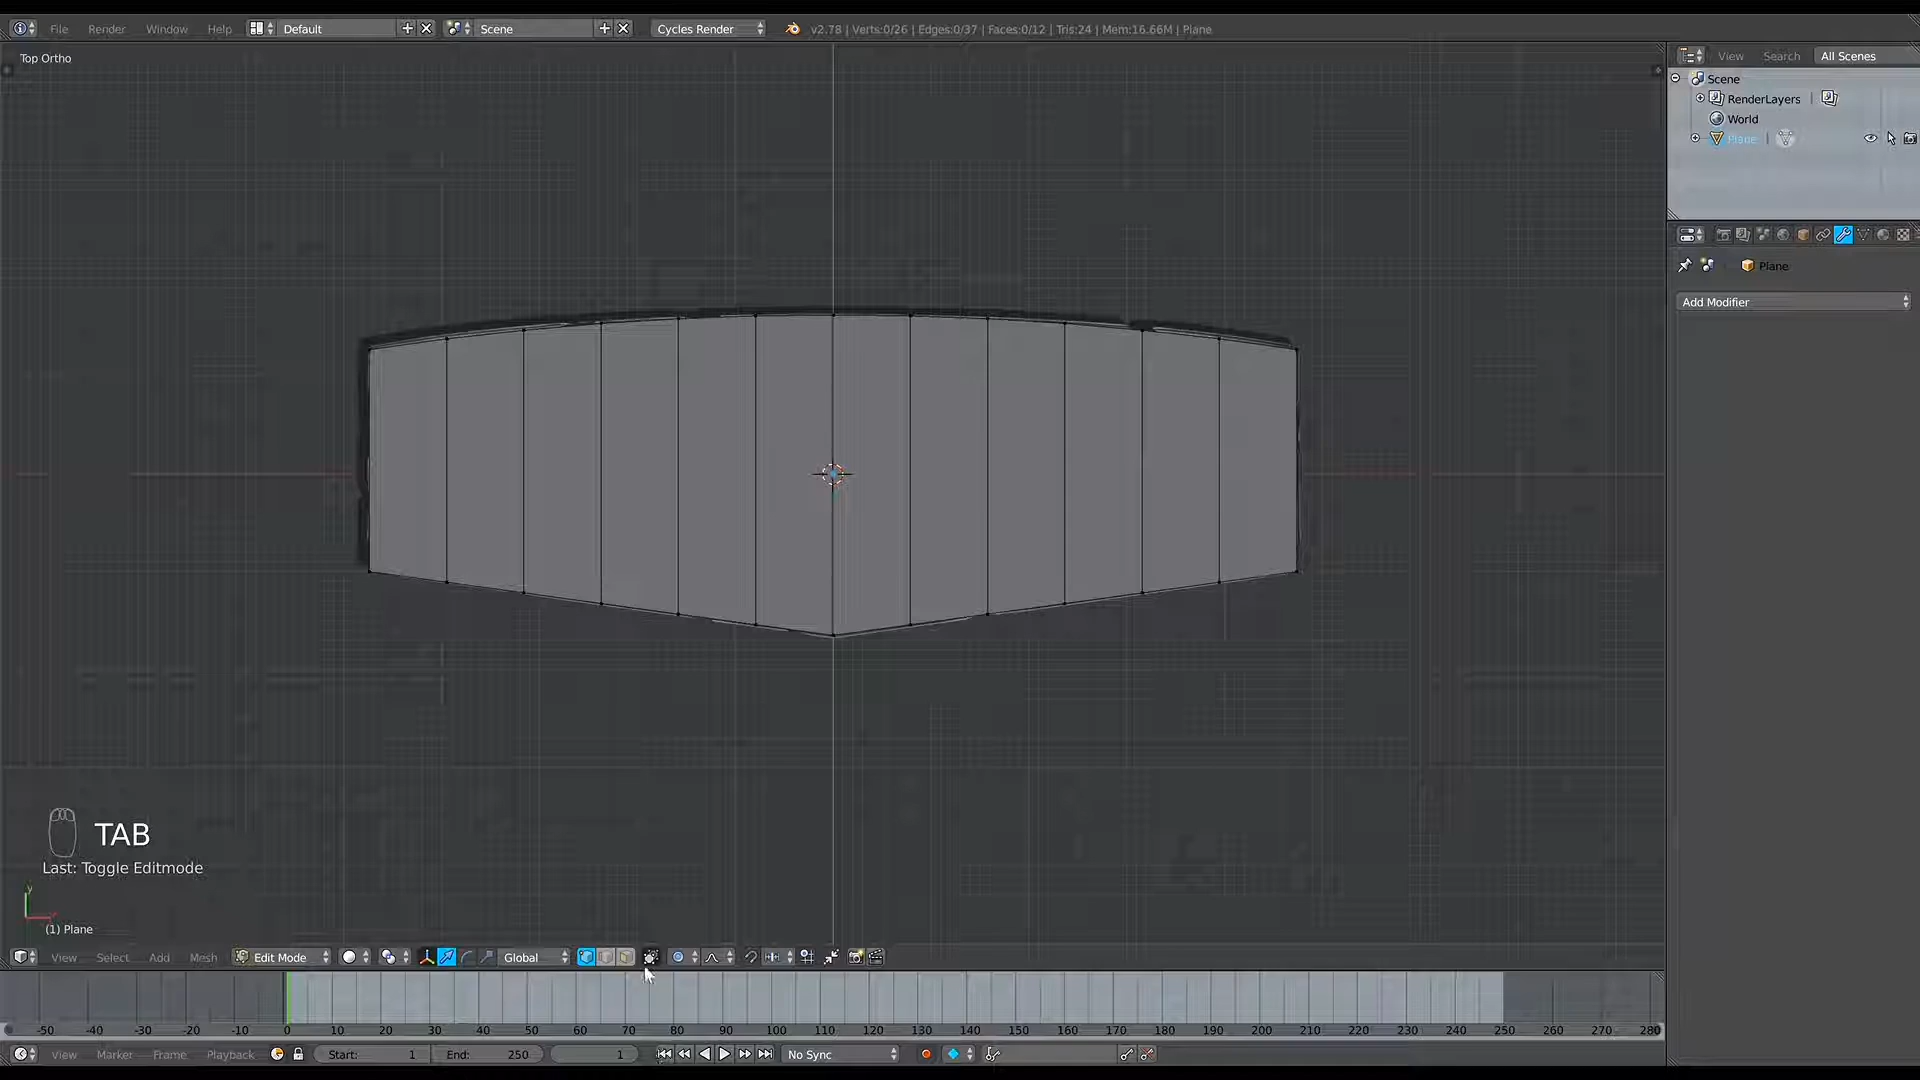 File Render Window Help Default Scene Cycles Render v2.78 | Verts:0/26 | Edges:0/37 | Faces:0/12 | Tris:24 | Mem:16.66M | Plane
Top Ortho
View Search All Scenes
Scene
RenderLayers
World
Plane
Plane
Add Modifier
TAB
Last: Toggle Editmode
y
(1) Plane
View Select Add Mesh Edit Mode Global
-50 -40 -30 -20 -10 0 10 20 30 40 50 60 70 80 90 100 110 120 130 140 150 160 170 180 190 200 210 220 230 240 250 260 270 280
View Marker Frame Playback Start: 1 End: 250 1 No Sync